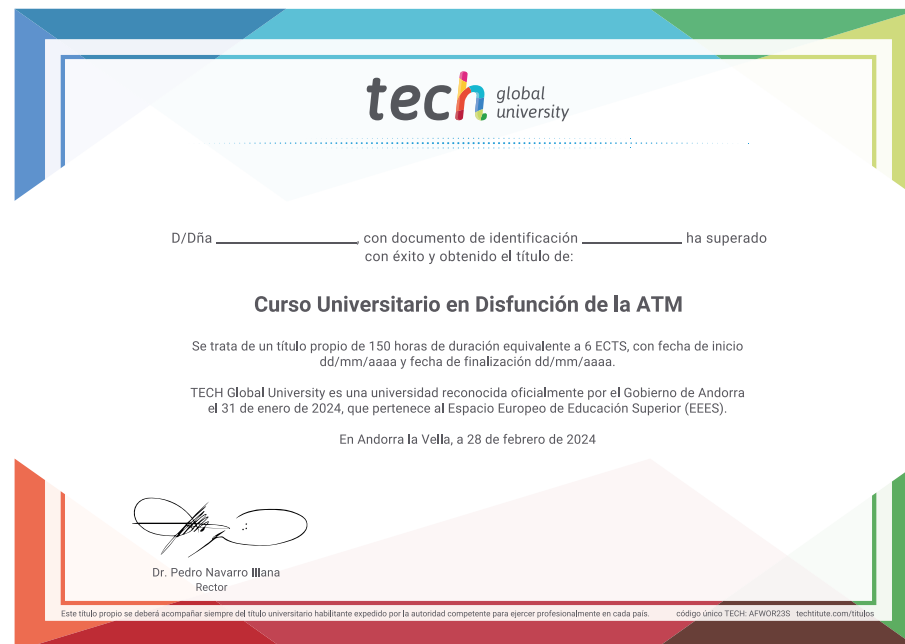 tech global university
D/Dña ______________, con documento de identificación __________ ha superado
con éxito y obtenido el título de:
Curso Universitario en Disfunción de la ATM
Se trata de un título propio de 150 horas de duración equivalente a 6 ECTS, con fecha de inicio
dd/mm/aaaa y fecha de finalización dd/mm/aaaa.
TECH Global University es una universidad reconocida oficialmente por el Gobierno de Andorra
el 31 de enero de 2024, que pertenece al Espacio Europeo de Educación Superior (EEES).
En Andorra la Vella, a 28 de febrero de 2024
Dr. Pedro Navarro Illana
Rector
Este título propio se deberá acompañar siempre del título universitario habilitante expedido por la autoridad competente para ejercer profesionalmente en cada país. código único TECH: AFWOR23S techtitute.com/titulos